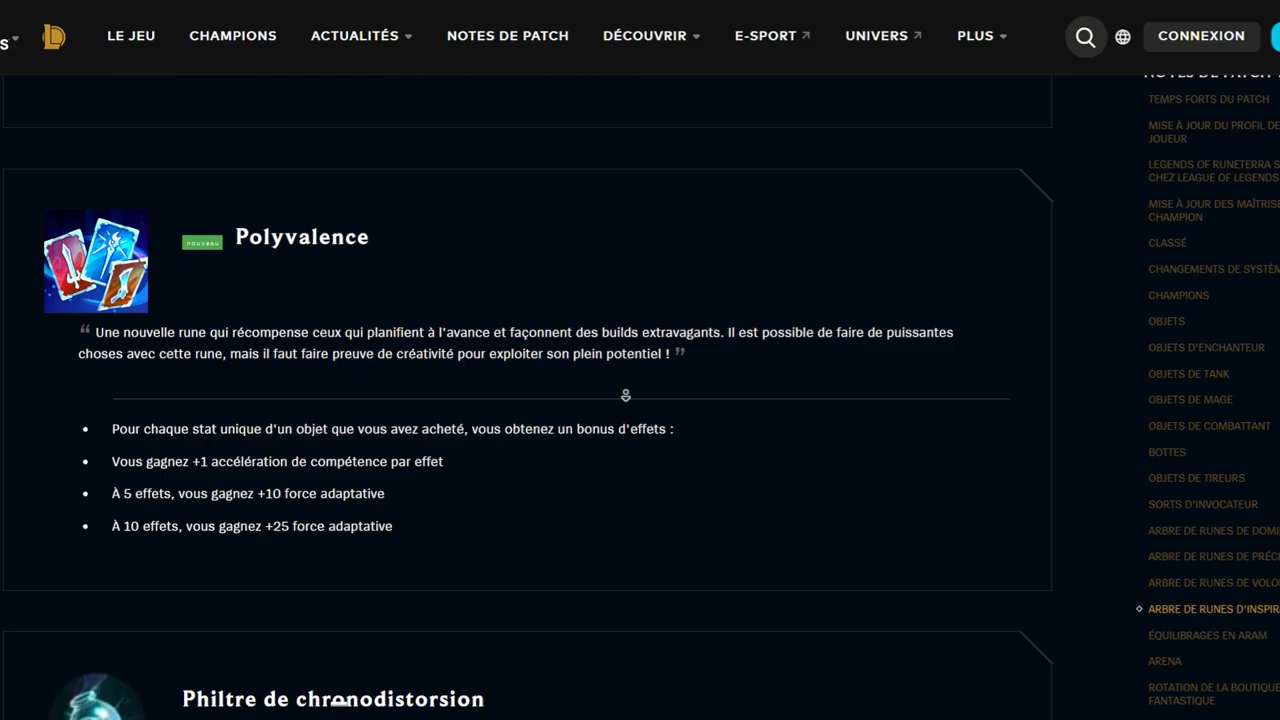 S
LE JEU CHAMPIONS ACTUALITÉS NOTES DE PATCH DÉCOUVRIR E-SPORT UNIVERS PLUS CONNEXION
Polyvalence
nouveau
“ Une nouvelle rune qui récompense ceux qui planifient à l'avance et façonnent des builds extravagants. Il est possible de faire de puissantes
choses avec cette rune, mais il faut faire preuve de créativité pour exploiter son plein potentiel ! ”
• Pour chaque stat unique d'un objet que vous avez acheté, vous obtenez un bonus d'effets :
• Vous gagnez +1 accélération de compétence par effet
• À 5 effets, vous gagnez +10 force adaptative
• À 10 effets, vous gagnez +25 force adaptative
Philtre de chronodistorsion
NOTES DE PATCH
TEMPS FORTS DU PATCH
MISE À JOUR DU PROFIL DE
JOUEUR
LEGENDS OF RUNETERRA S
CHEZ LEAGUE OF LEGENDS
MISE À JOUR DES MAÎTRISE
CHAMPION
CLASSÉ
CHANGEMENTS DE SYSTÈM
CHAMPIONS
OBJETS
OBJETS D'ENCHANTEUR
OBJETS DE TANK
OBJETS DE MAGE
OBJETS DE COMBATTANT
BOTTES
OBJETS DE TIREURS
SORTS D'INVOCATEUR
ARBRE DE RUNES DE DOMI
ARBRE DE RUNES DE PRÉC
ARBRE DE RUNES DE VOLO
ARBRE DE RUNES D'INSPIR
ÉQUILIBRAGES EN ARAM
ARENA
ROTATION DE LA BOUTIQUE
FANTASTIQUE